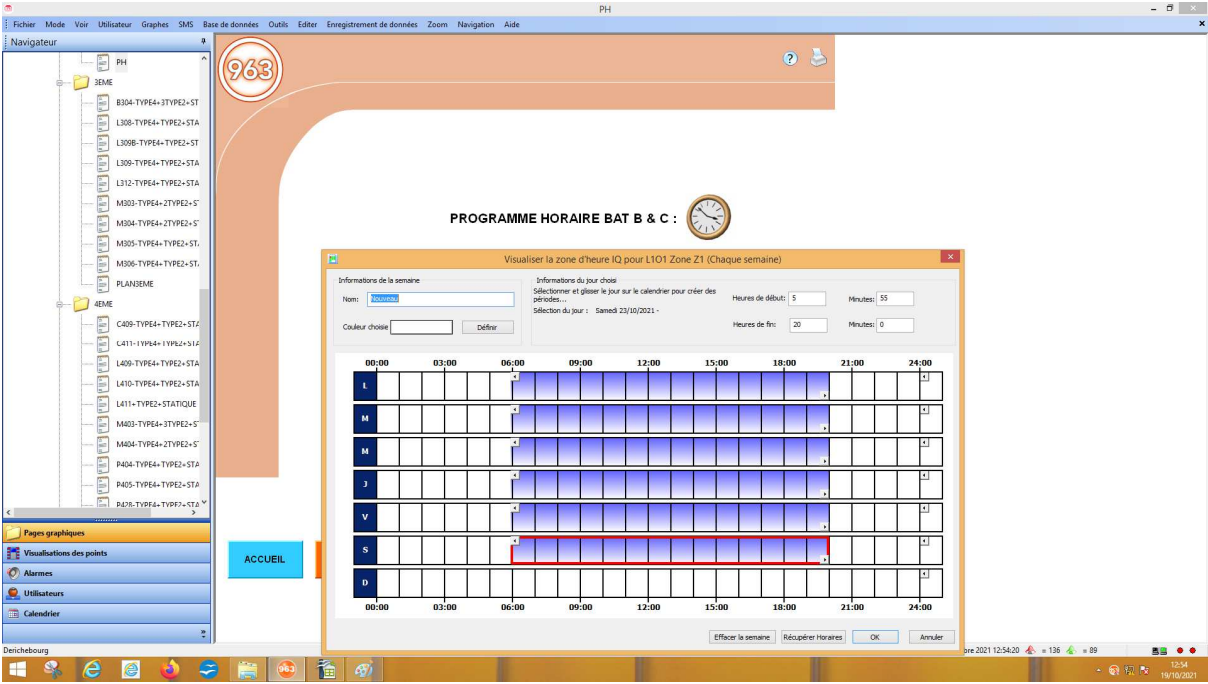 PH
Fichier Mode Voir Utilisateur Graphes SMS Base de données Outils Editer Enregistrement de données Zoom Navigation Aide
Navigateur
PH
3EME
B304-TYPE4+3TYPE2+ST
L308-TYPE4+TYPE2+STA
L309B-TYPE4+TYPE2+ST
L309-TYPE4+TYPE2+STA
L312-TYPE4+TYPE2+STA
M303-TYPE4+2TYPE2+S
M304-TYPE4+2TYPE2+S
M305-TYPE4+TYPE2+ST
M306-TYPE4+TYPE2+ST
PLAN3EME
4EME
C409-TYPE4+TYPE2+STA
C411-TYPE4+TYPE2+STA
L409-TYPE4+TYPE2+STA
L410-TYPE4+TYPE2+STA
L411+TYPE2+STATIQUE
M403-TYPE4+3TYPE2+S
M404-TYPE4+2TYPE2+S
P404-TYPE4+TYPE2+STA
P405-TYPE4+TYPE2+STA
P428-TYPE4+TYPE2+STA
Pages graphiques
Visualisations des points
Alarmes
Utilisateurs
Calendrier
963
PROGRAMME HORAIRE BAT B & C :
ACCUEIL
Visualiser la zone d'heure IQ pour L1O1 Zone Z1 (Chaque semaine)
Informations de la semaine
Nom: Nouveau
Couleur choisie Définir
Informations du jour choisi
Sélectionner et glisser le jour sur le calendrier pour créer des périodes...
Sélection du jour : Samedi 23/10/2021 -
Heures de début: 5 Minutes: 55
Heures de fin: 20 Minutes: 0
00:00 03:00 06:00 09:00 12:00 15:00 18:00 21:00 24:00
L
M
M
J
V
S
D
00:00 03:00 06:00 09:00 12:00 15:00 18:00 21:00 24:00
Effacer la semaine Récupérer Horaires OK Annuler
Derichebourg
bre 2021 12:54:20 = 136 = 89
963
12:54
19/10/2021